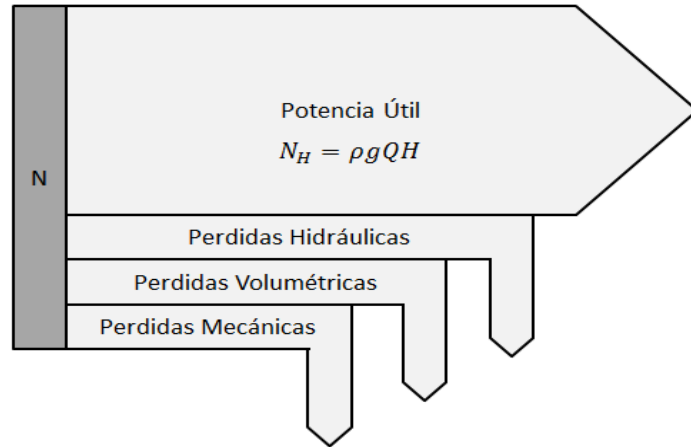 Potencia Útil
N_H = ρgQH
N
Perdidas Hidráulicas
Perdidas Volumétricas
Perdidas Mecánicas